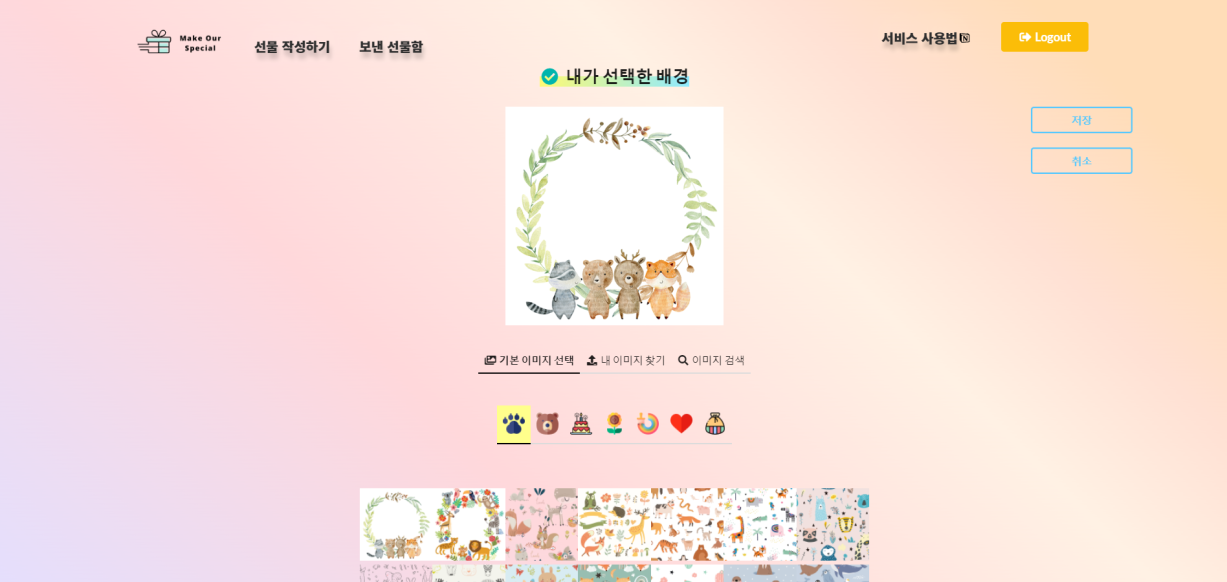 Make Our
Special
선물 작성하기
보낸 선물함
서비스 사용법
Logout
내가 선택한 배경
저장
취소
기본 이미지 선택
내 이미지 찾기
이미지 검색